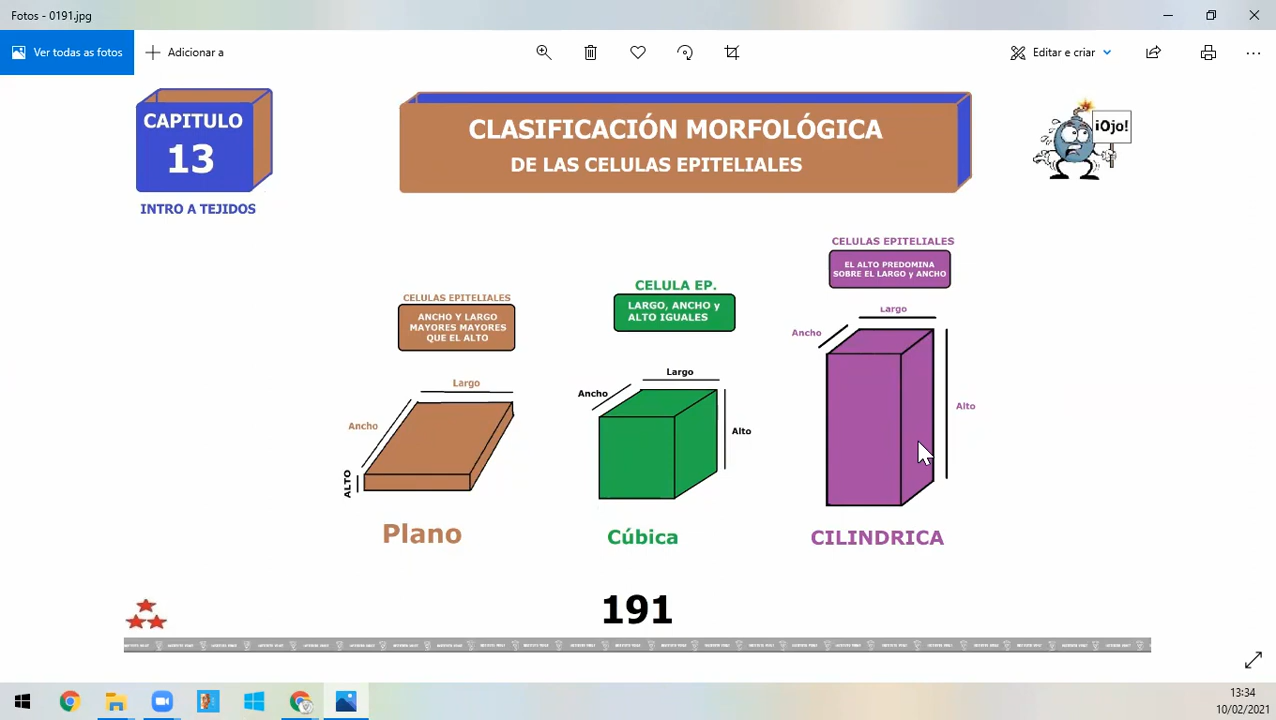 Fotos - 0191.jpg
Ver todas as fotos
Adicionar a
Editar e criar
CAPITULO
13
INTRO A TEJIDOS
CLASIFICACIÓN MORFOLÓGICA
DE LAS CELULAS EPITELIALES
¡Ojo!
CELULAS EPITELIALES
ANCHO Y LARGO
MAYORES MAYORES
QUE EL ALTO
Largo
Ancho
ALTO
Plano
CELULA EP.
LARGO, ANCHO y
ALTO IGUALES
Largo
Ancho
Alto
Cúbica
CELULAS EPITELIALES
EL ALTO PREDOMINA
SOBRE EL LARGO y ANCHO
Largo
Ancho
Alto
CILINDRICA
191
13:34
10/02/2021